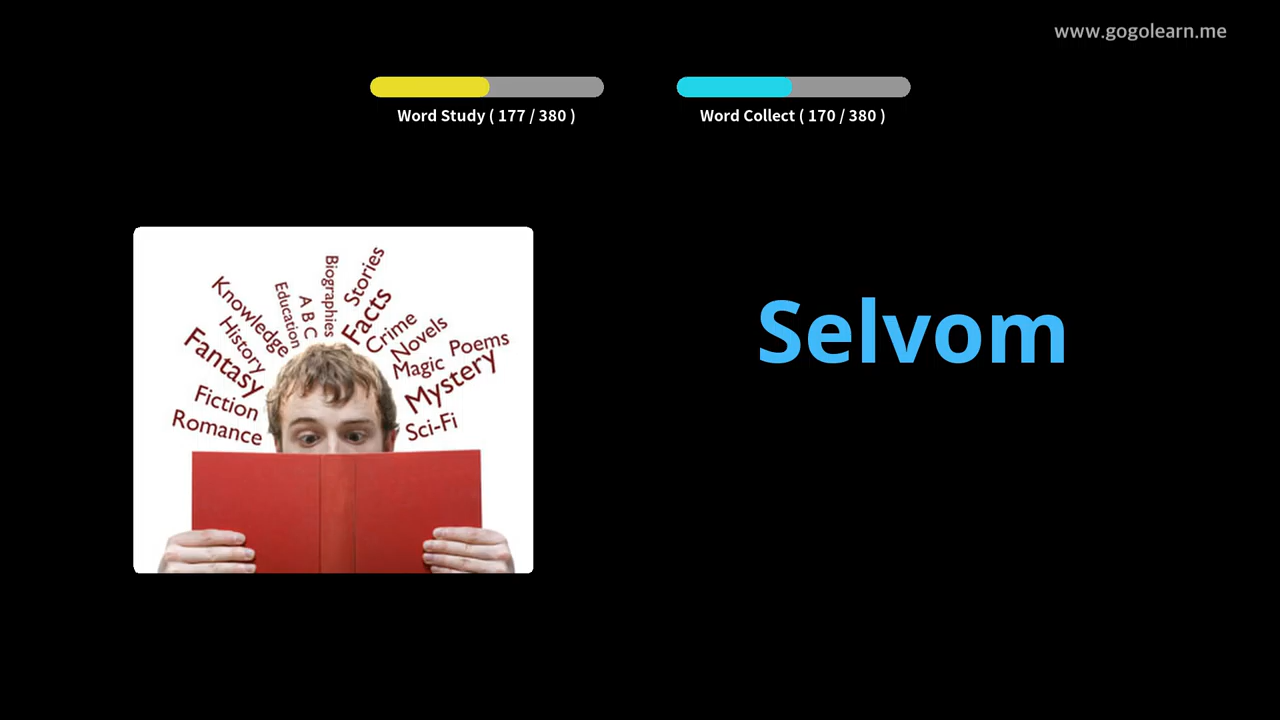 www.gogolearn.me
Word Study ( 177 / 380 )
Word Collect ( 170 / 380 )
Selvom
Romance
Fiction
Fantasy
History
Knowledge
Education
A B C
Biographies
Stories
Facts
Crime
Novels
Poems
Magic
Mystery
Sci-Fi